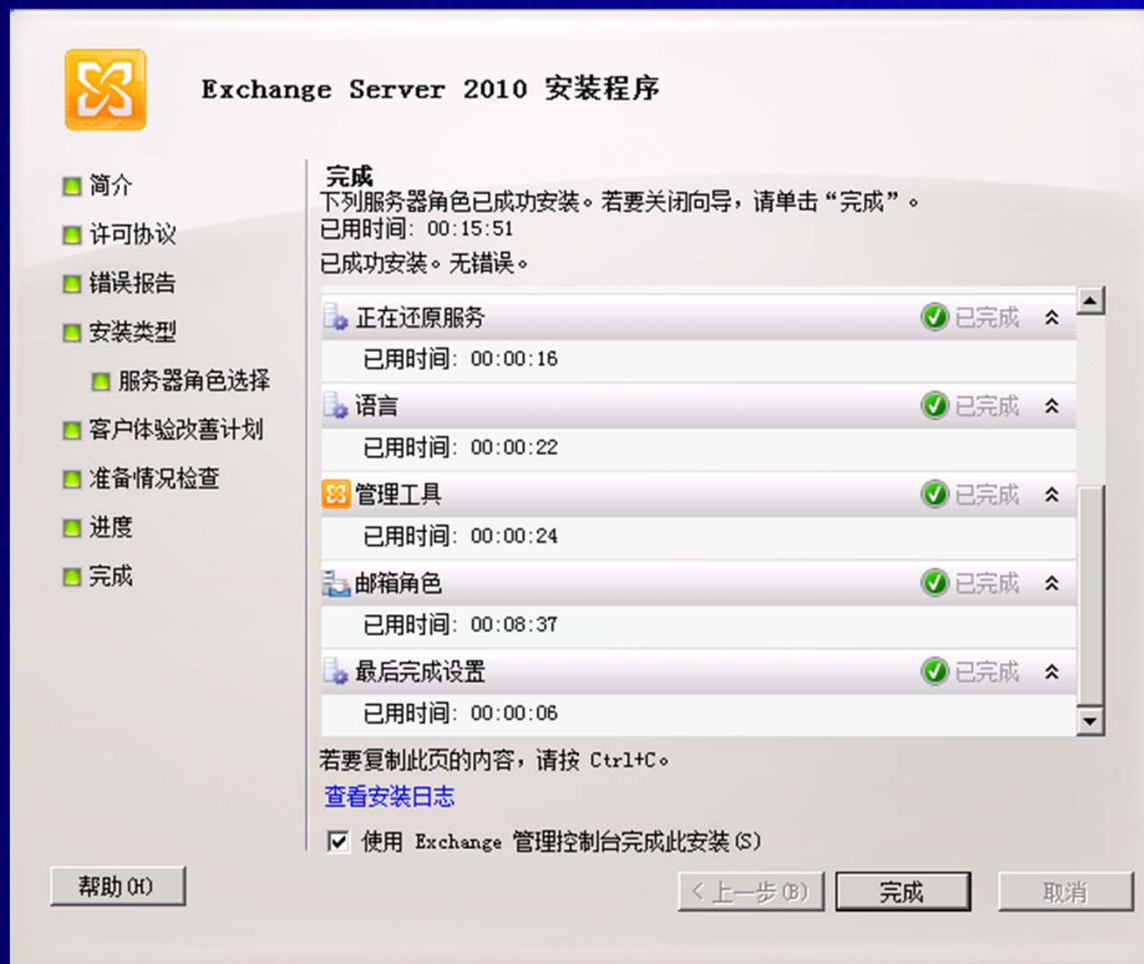 Exchange Server 2010 安装程序
简介
许可协议
错误报告
安装类型
服务器角色选择
客户体验改善计划
准备情况检查
进度
完成
完成
下列服务器角色已成功安装。若要关闭向导，请单击“完成”。
已用时间: 00:15:51
已成功安装。无错误。
正在还原服务 已完成
已用时间: 00:00:16
语言 已完成
已用时间: 00:00:22
管理工具 已完成
已用时间: 00:00:24
邮箱角色 已完成
已用时间: 00:08:37
最后完成设置 已完成
已用时间: 00:00:06
若要复制此页的内容，请按 Ctrl+C。
查看安装日志
使用 Exchange 管理控制台完成此安装(S)
帮助(H) < 上一步(B) 完成 取消